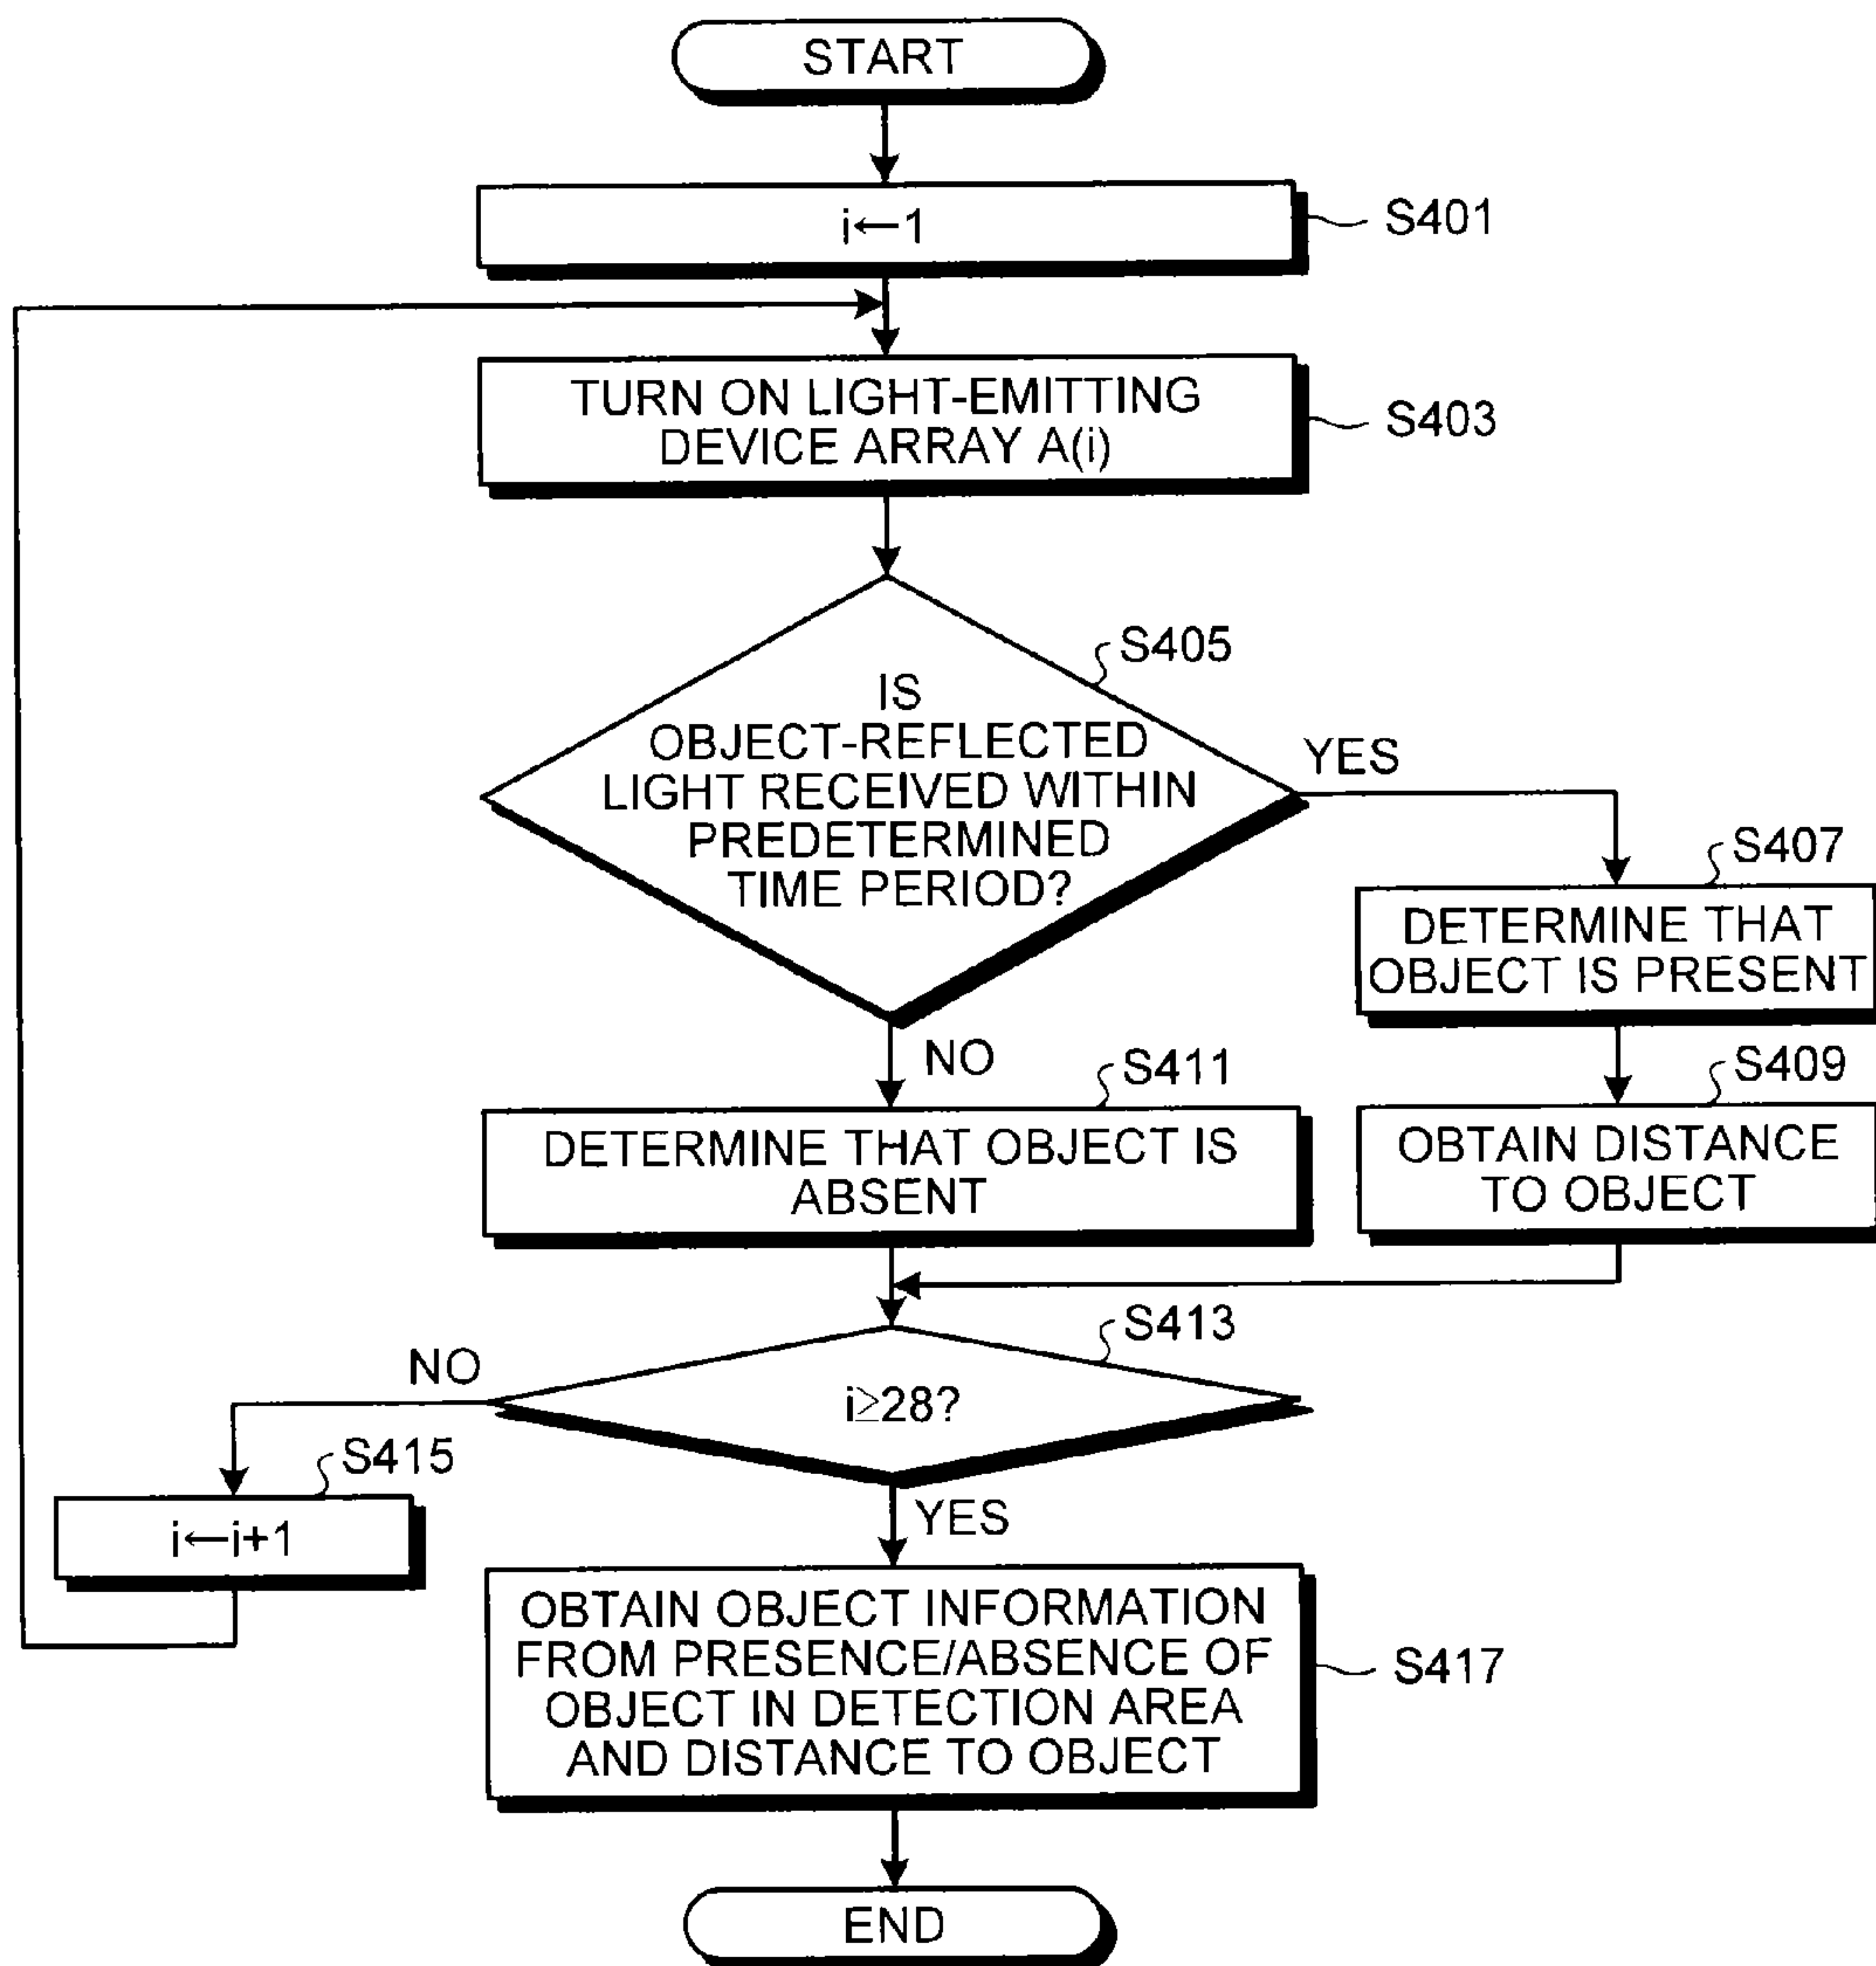 START
i←1
S401
TURN ON LIGHT-EMITTING
DEVICE ARRAY A(i)
S403
S405
IS
OBJECT-REFLECTED
LIGHT RECEIVED WITHIN
PREDETERMINED
TIME PERIOD?
YES
S407
DETERMINE THAT
OBJECT IS PRESENT
NO
S411
S409
DETERMINE THAT OBJECT IS
ABSENT
OBTAIN DISTANCE
TO OBJECT
S413
NO
i≥28?
S415
i←i+1
YES
OBTAIN OBJECT INFORMATION
FROM PRESENCE/ABSENCE OF
OBJECT IN DETECTION AREA
AND DISTANCE TO OBJECT
S417
END